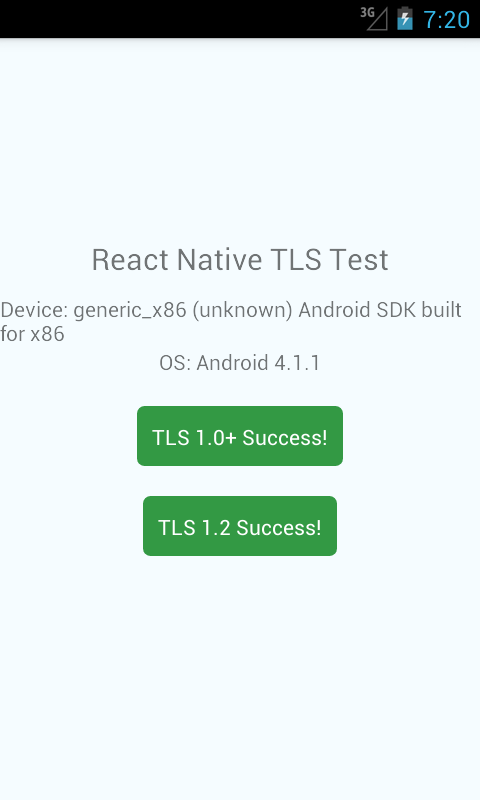 3G
7:20
React Native TLS Test
Device: generic_x86 (unknown) Android SDK built
for x86
OS: Android 4.1.1
TLS 1.0+ Success!
TLS 1.2 Success!